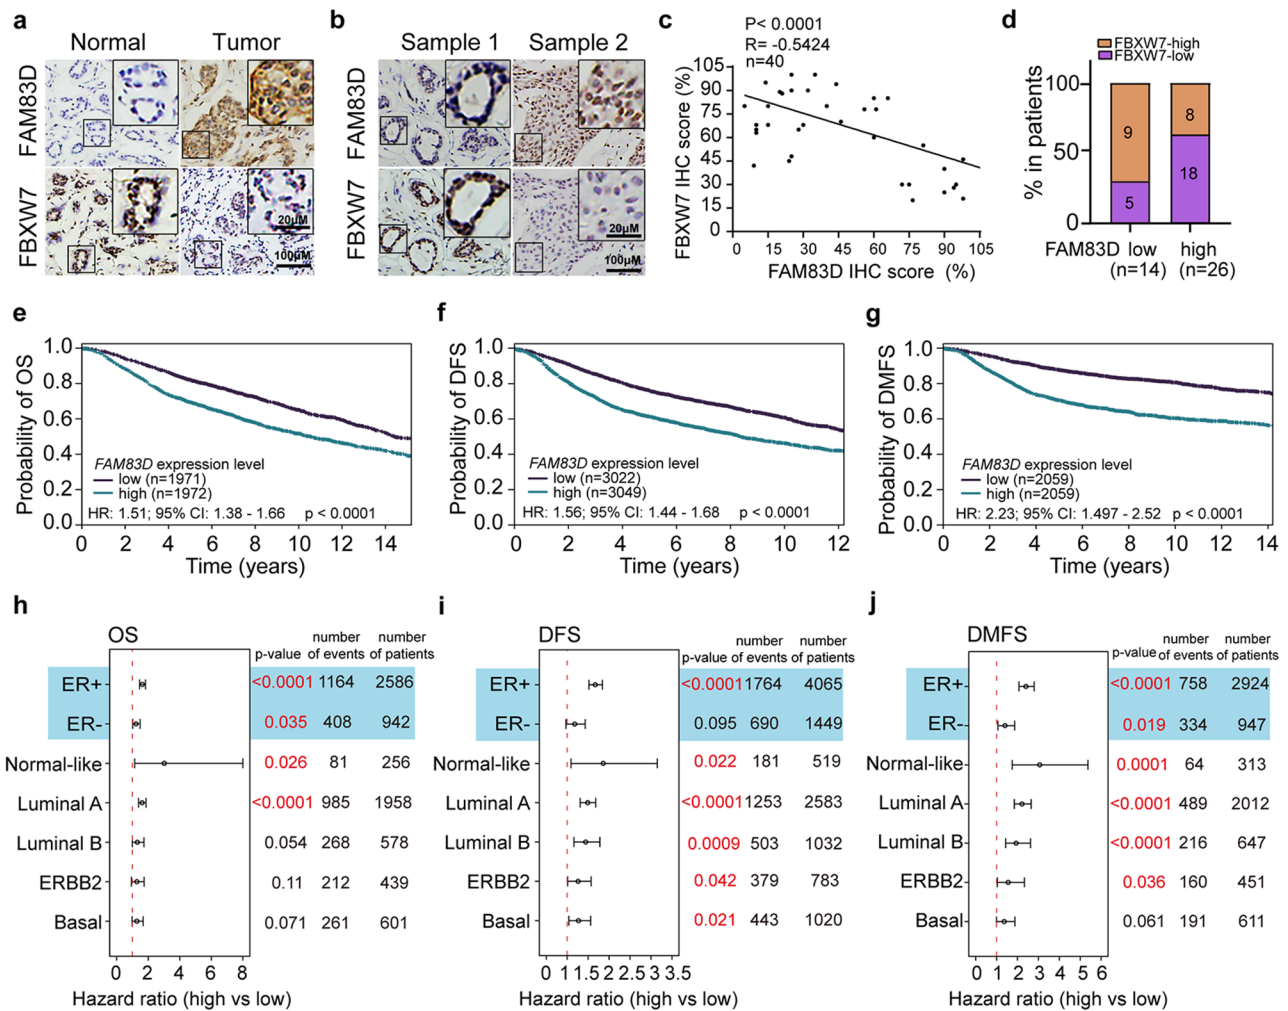 a
Normal
Tumor
FAM83D
FBXW7
20μM
100μM
b
Sample 1
Sample 2
FAM83D
FBXW7
20μM
100μM
c
P< 0.0001
R= -0.5424
n=40
FBXW7 IHC score (%)
105
90
75
60
45
30
15
0
0 15 30 45 60 75 90 105
FAM83D IHC score (%)
d
FBXW7-high
FBXW7-low
% in patients
100
50
0
9
5
8
18
FAM83D low high
(n=14) (n=26)
e
Probability of OS
1.0
0.8
0.6
0.4
0.2
0.0
FAM83D expression level
low (n=1971)
high (n=1972)
HR: 1.51; 95% CI: 1.38 - 1.66 p < 0.0001
0 2 4 6 8 10 12 14
Time (years)
f
Probability of DFS
1.0
0.8
0.6
0.4
0.2
0.0
FAM83D expression level
low (n=3022)
high (n=3049)
HR: 1.56; 95% CI: 1.44 - 1.68 p < 0.0001
0 2 4 6 8 10 12
Time (years)
g
Probability of DMFS
1.0
0.8
0.6
0.4
0.2
0.0
FAM83D expression level
low (n=2059)
high (n=2059)
HR: 2.23; 95% CI: 1.497 - 2.52 p < 0.0001
0 2 4 6 8 10 12 14
Time (years)
h
OS
p-value number of events number of patients
ER+ <0.0001 1164 2586
ER- 0.035 408 942
Normal-like 0.026 81 256
Luminal A <0.0001 985 1958
Luminal B 0.054 268 578
ERBB2 0.11 212 439
Basal 0.071 261 601
0 2 4 6 8
Hazard ratio (high vs low)
i
DFS
p-value number of events number of patients
ER+ <0.0001 1764 4065
ER- 0.095 690 1449
Normal-like 0.022 181 519
Luminal A <0.0001 1253 2583
Luminal B 0.0009 503 1032
ERBB2 0.042 379 783
Basal 0.021 443 1020
0 1 1.5 2 2.5 3 3.5
Hazard ratio (high vs low)
j
DMFS
p-value number of events number of patients
ER+ <0.0001 758 2924
ER- 0.019 334 947
Normal-like 0.0001 64 313
Luminal A <0.0001 489 2012
Luminal B <0.0001 216 647
ERBB2 0.036 160 451
Basal 0.061 191 611
0 1 2 3 4 5 6
Hazard ratio (high vs low)